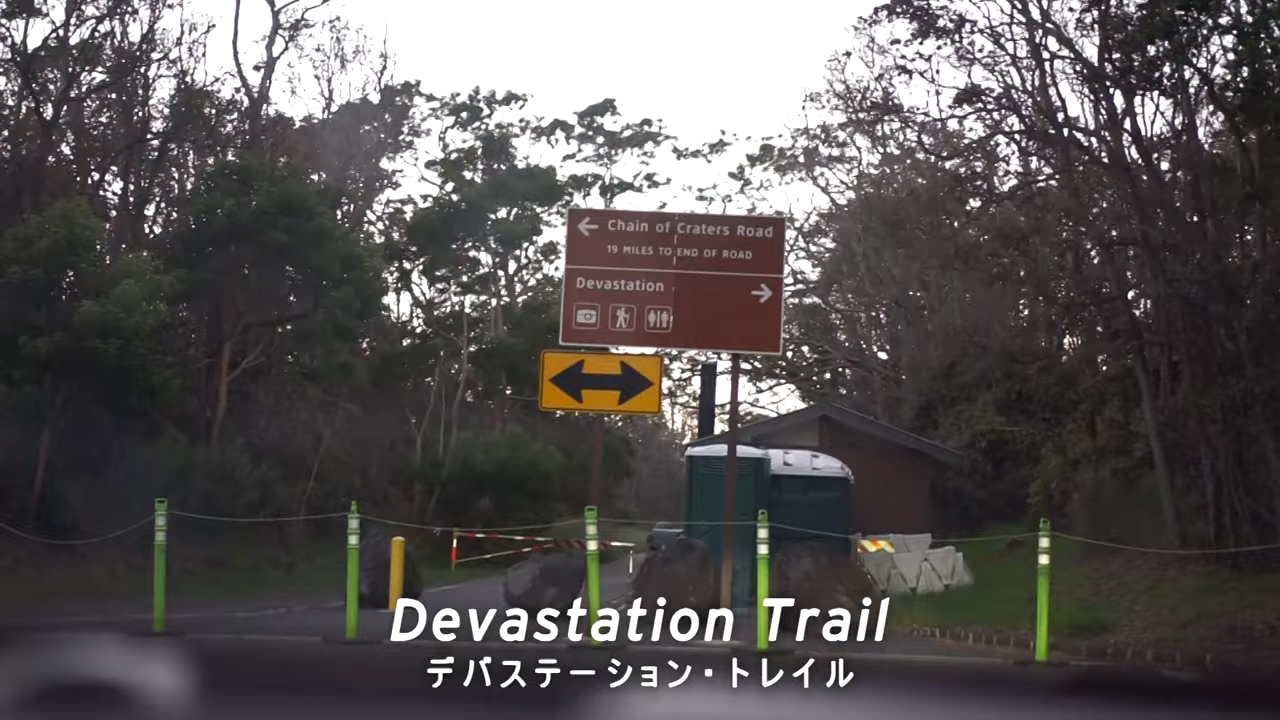 Chain of Craters Road
19 MILES TO END OF ROAD
Devastation
Devastation Trail
デバステーション・トレイル